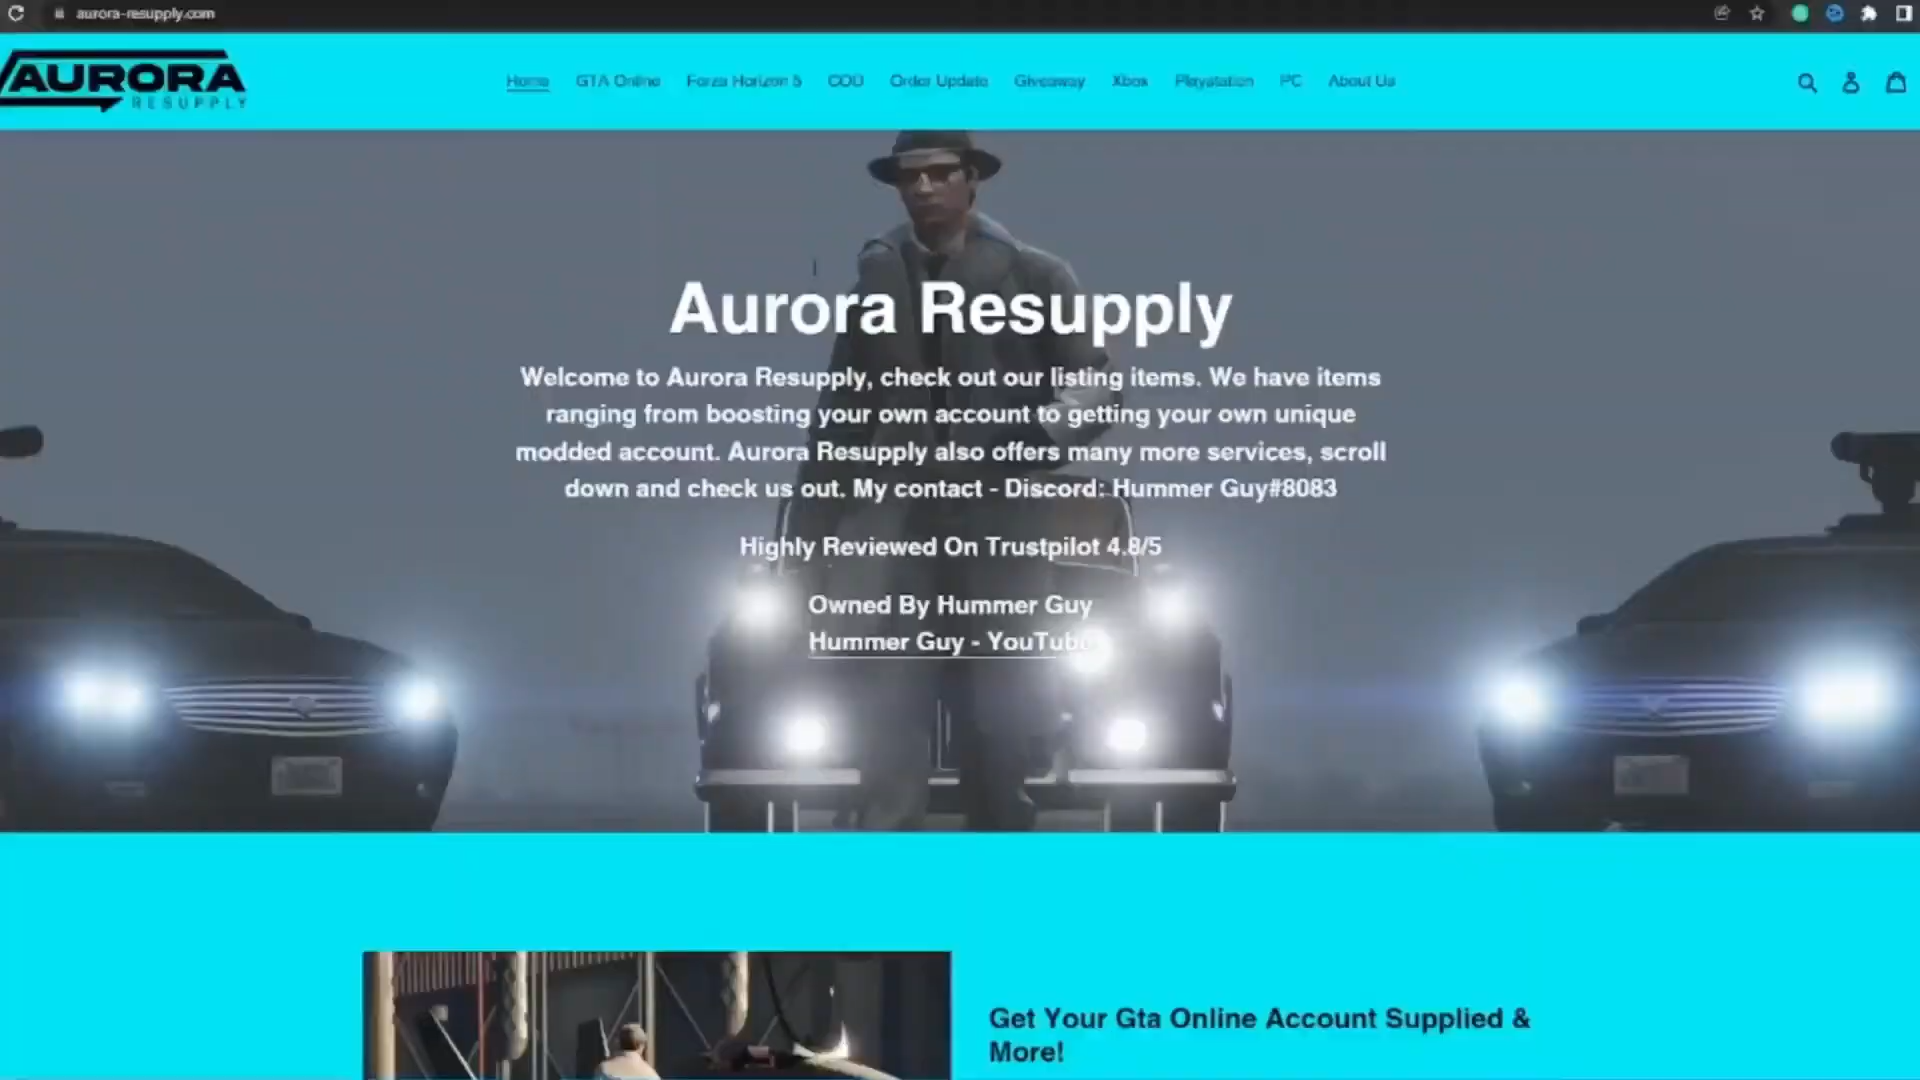 aurora-resupply.com
AURORA
RESUPPLY
Home GTA Online Forza Horizon 5 COD Order Update Giveaway Xbox Playstation PC About Us
Aurora Resupply
Welcome to Aurora Resupply, check out our listing items. We have items
ranging from boosting your own account to getting your own unique
modded account. Aurora Resupply also offers many more services, scroll
down and check us out. My contact - Discord: Hummer Guy#8083
Highly Reviewed On Trustpilot 4.8/5
Owned By Hummer Guy
Hummer Guy - YouTube
Get Your Gta Online Account Supplied &
More!